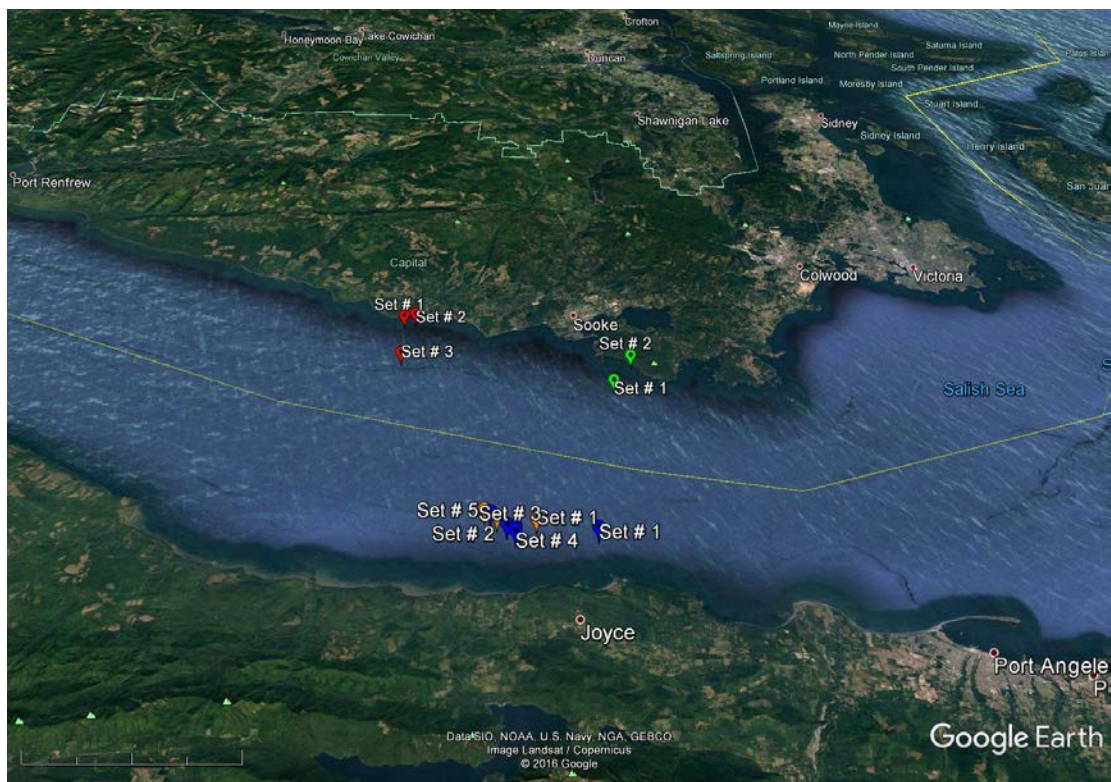 Crofton
Mayne Island
Honeymoon Bay
Lake Cowichan
Cowichan Valley
Duncan
Saltspring Island
North Pender Island
Saturna Island
South Pender Island
Portland Island
Moresby Island
Stuart Island
Shawnigan Lake
Sidney
Sidney Island
Henry Island
Port Renfrew
San Juan
Capital
Colwood
Victoria
Set # 1
Set # 2
Sooke
Set # 3
Set # 2
Set # 1
Salish Sea
Set # 5
Set # 3
Set # 1
Set # 2
Set # 4
Set # 1
Joyce
Port Angele
P
Data SIO, NOAA, U.S. Navy, NGA, GEBCO
Image Landsat / Copernicus
© 2016 Google
Google Earth